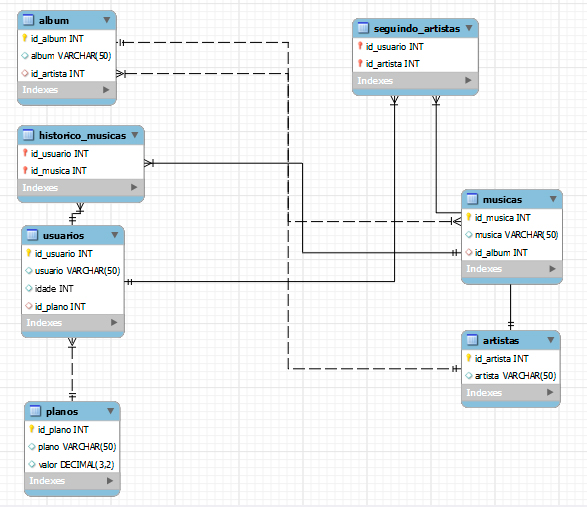 album
id_album INT
album VARCHAR(50)
id_artista INT
Indexes
seguindo_artistas
id_usuario INT
id_artista INT
Indexes
historico_musicas
id_usuario INT
id_musica INT
Indexes
musicas
id_musica INT
musica VARCHAR(50)
id_album INT
Indexes
usuarios
id_usuario INT
usuario VARCHAR(50)
idade INT
id_plano INT
Indexes
artistas
id_artista INT
artista VARCHAR(50)
Indexes
planos
id_plano INT
plano VARCHAR(50)
valor DECIMAL(3,2)
Indexes